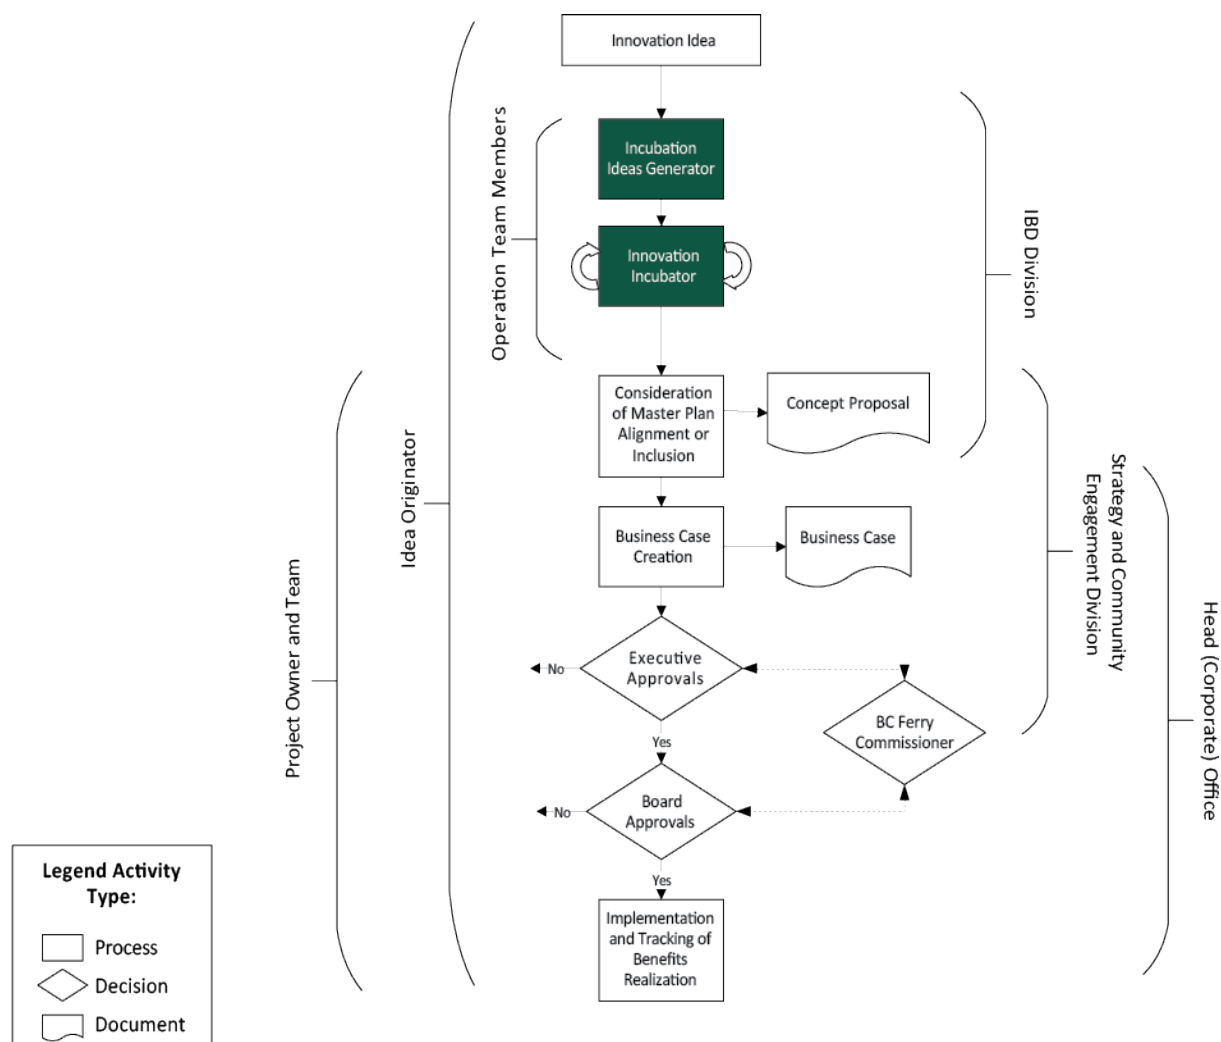 Innovation Idea
Incubation
Ideas Generator
Innovation
Incubator
Operation Team Members
IBD Division
Consideration
of Master Plan
Alignment or
Inclusion
Concept Proposal
Idea Originator
Strategy and Community
Engagement Division
Business Case
Creation
Business Case
Project Owner and Team
Head (Corporate) Office
Executive
Approvals
No
BC Ferry
Commissioner
Yes
Board
Approvals
No
Yes
Implementation
and Tracking of
Benefits
Realization
Legend Activity
Type:
Process
Decision
Document